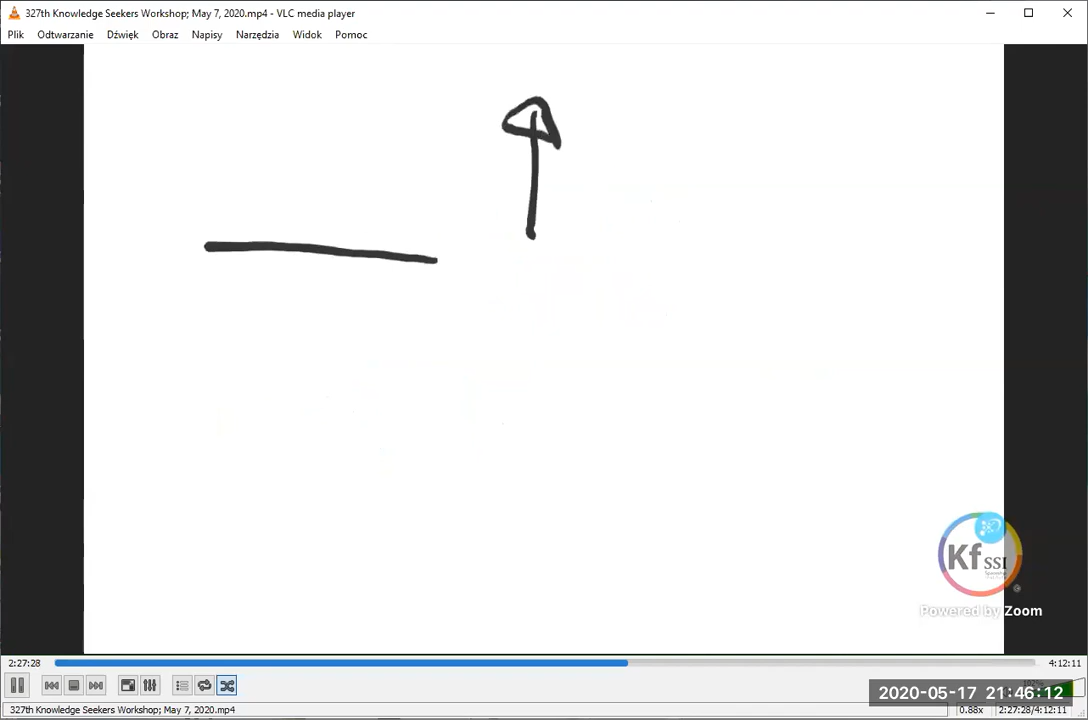 327th Knowledge Seekers Workshop; May 7, 2020.mp4 - VLC media player
Plik Odtwarzanie Dźwięk Obraz Napisy Narzędzia Widok Pomoc
Kf SSI
Powered by Zoom
2:27:28 4:12:11
102%
2020-05-17 21:46:12
327th Knowledge Seekers Workshop; May 7, 2020.mp4 0.88x 2:27:28/4:12:11